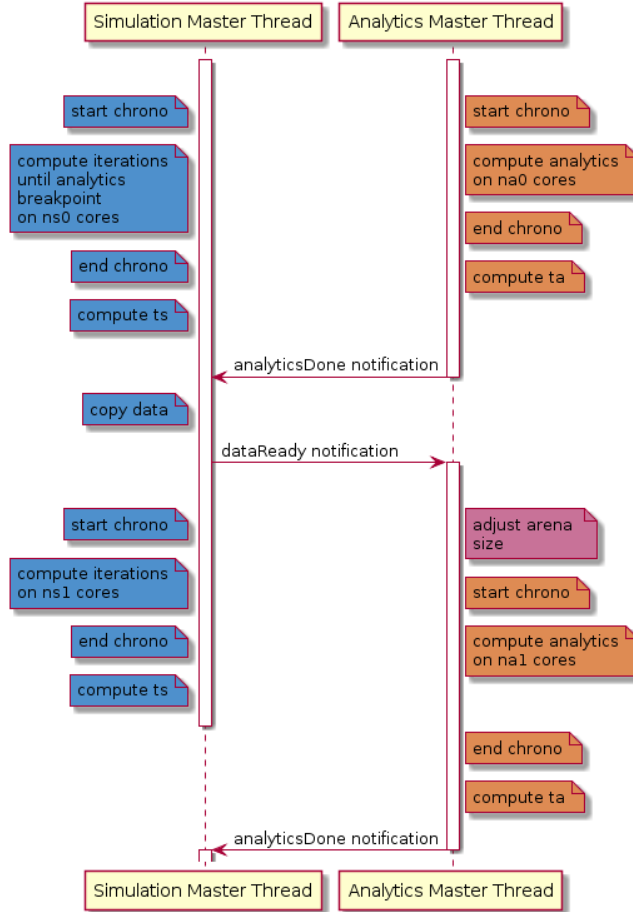 Simulation Master Thread
Analytics Master Thread
start chrono
start chrono
compute iterations
until analytics
breakpoint
on ns0 cores
compute analytics
on na0 cores
end chrono
end chrono
compute ts
compute ta
analyticsDone notification
copy data
dataReady notification
start chrono
adjust arena
size
compute iterations
on ns1 cores
start chrono
end chrono
compute analytics
on na1 cores
compute ts
end chrono
compute ta
analyticsDone notification
Simulation Master Thread
Analytics Master Thread